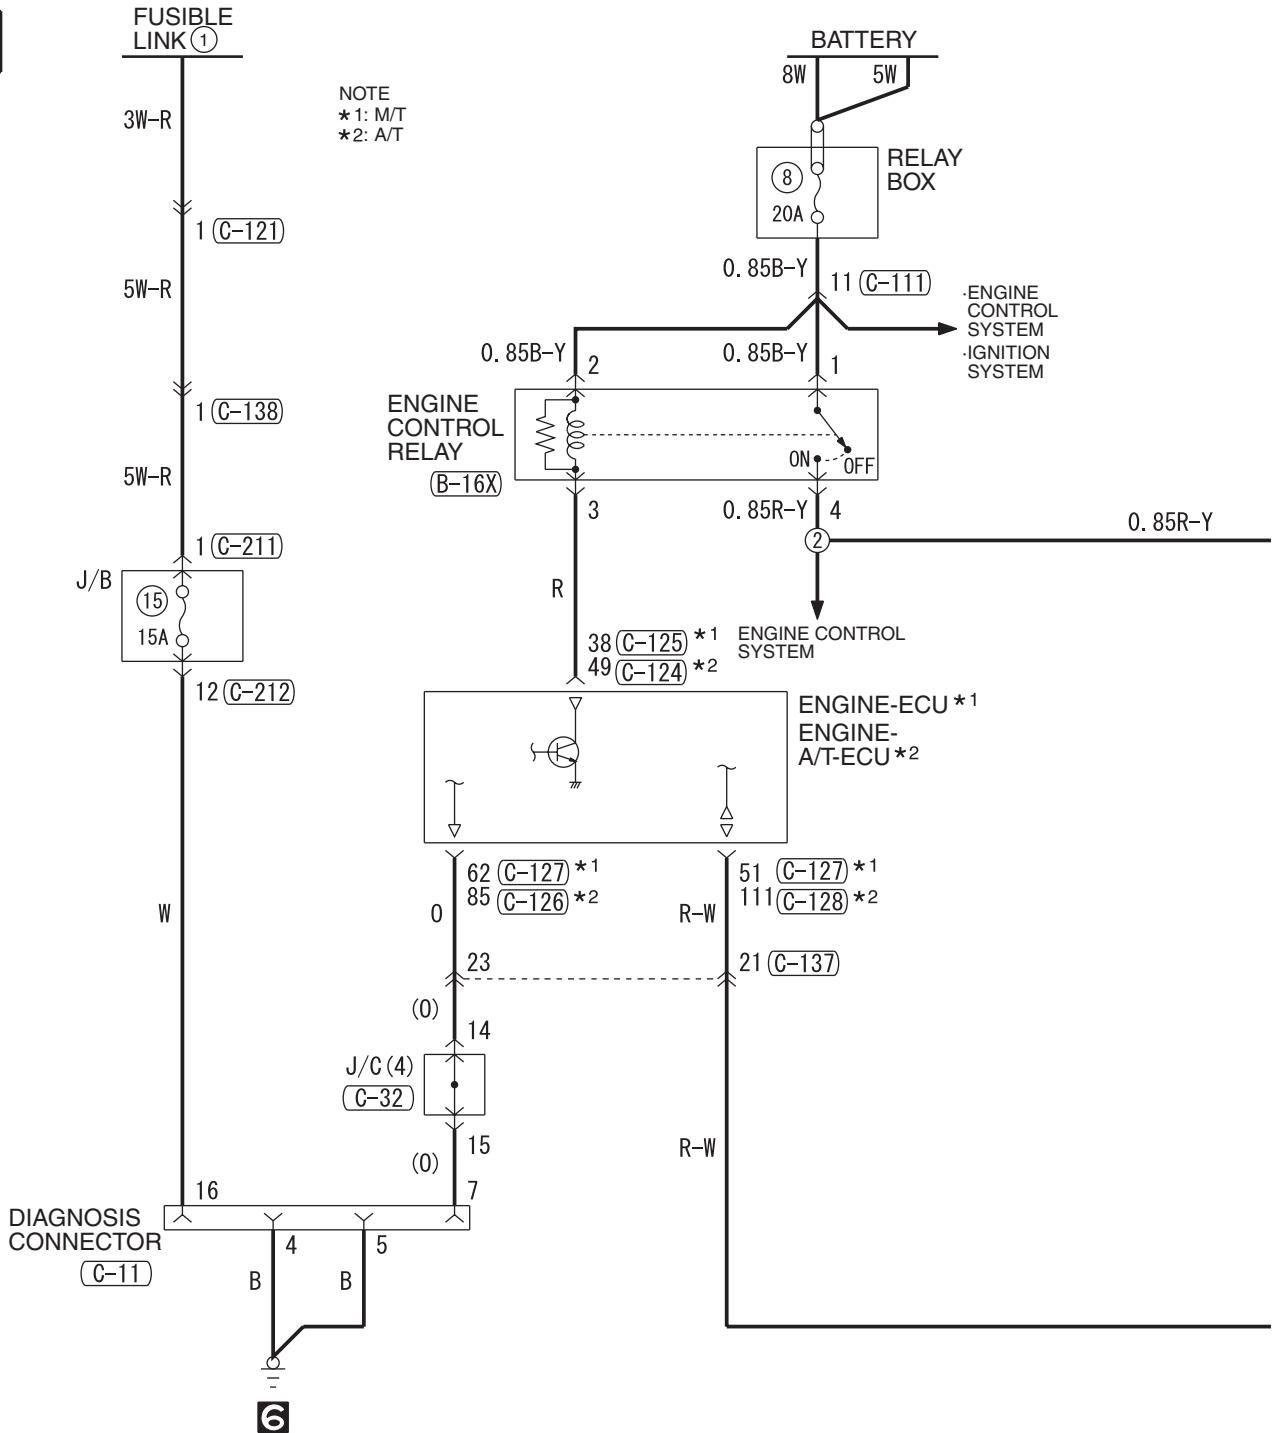 FUSIBLE
LINK 1
BATTERY
8W
5W
3W-R
NOTE
*1: M/T
*2: A/T
RELAY
BOX
8
20A
1 C-121
0.85B-Y
11 C-111
5W-R
·ENGINE
CONTROL
SYSTEM
·IGNITION
SYSTEM
0.85B-Y
2
0.85B-Y
1
1 C-138
ENGINE
CONTROL
RELAY
B-16X
ON
OFF
5W-R
3
0.85R-Y
4
0.85R-Y
2
1 C-211
J/B
15
15A
R
38 C-125 *1
49 C-124 *2
ENGINE CONTROL
SYSTEM
12 C-212
ENGINE-ECU *1
ENGINE-
A/T-ECU *2
62 C-127 *1
85 C-126 *2
51 C-127 *1
111 C-128 *2
W
O
R-W
23
21 C-137
(O)
14
J/C(4)
C-32
15
(O)
R-W
16
7
DIAGNOSIS
CONNECTOR
C-11
4
5
B
B
6